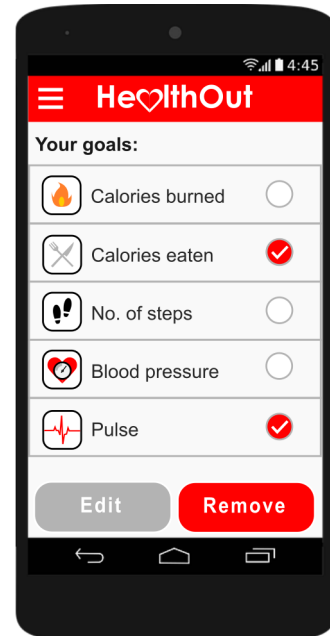 4:45
HealthOut
Your goals:
Calories burned
Calories eaten
No. of steps
Blood pressure
Pulse
Edit Remove